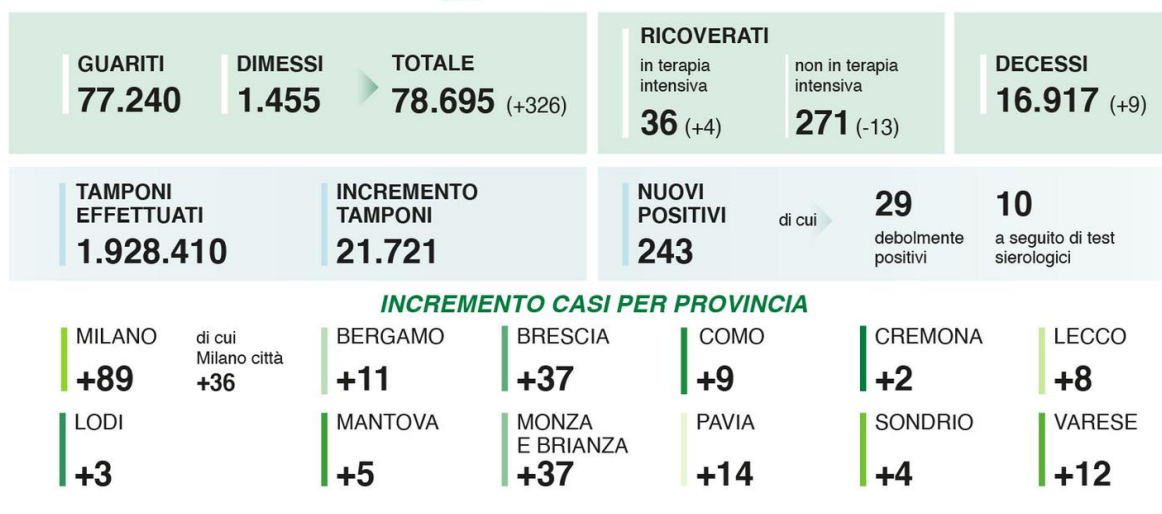 GUARITI
77.240
DIMESSI
1.455
TOTALE
78.695 (+326)
RICOVERATI
in terapia
intensiva
36 (+4)
non in terapia
intensiva
271 (-13)
DECESSI
16.917 (+9)
TAMPONI
EFFETTUATI
1.928.410
INCREMENTO
TAMPONI
21.721
NUOVI
POSITIVI
243
di cui
29
debolmente
positivi
10
a seguito di test
sierologici
INCREMENTO CASI PER PROVINCIA
MILANO
+89
di cui
Milano città
+36
BERGAMO
+11
BRESCIA
+37
COMO
+9
CREMONA
+2
LECCO
+8
LODI
+3
MANTOVA
+5
MONZA
E BRIANZA
+37
PAVIA
+14
SONDRIO
+4
VARESE
+12